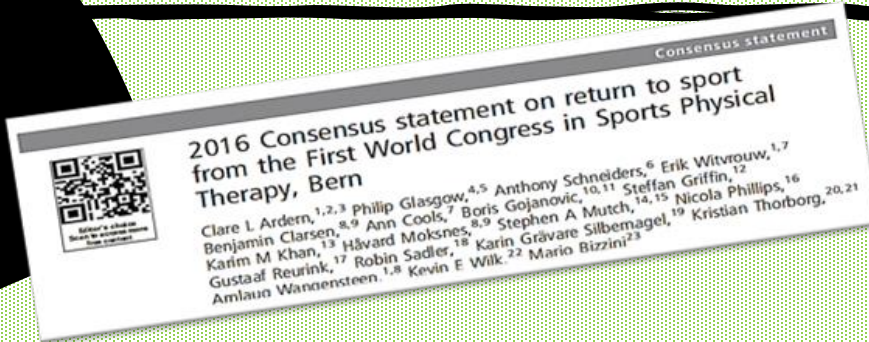 Consensus statement
2016 Consensus statement on return to sport
from the First World Congress in Sports Physical
Therapy, Bern
Clare L Ardern,1,2,3 Philip Glasgow,4,5 Anthony Schneiders,6 Erik Witvrouw,1,7
Benjamin Clarsen,8,9 Ann Cools,7 Boris Gojanovic,10,11 Steffan Griffin,12
Karim M Khan,13 Håvard Moksnes,8,9 Stephen A Mutch,14,15 Nicola Phillips,16
Gustaaf Reurink,17 Robin Sadler,18 Karin Grävare Silbernagel,19 Kristian Thorborg,20,21
Amlaug Wangensteen,1,8 Kevin E Wilk,22 Mario Bizzini23